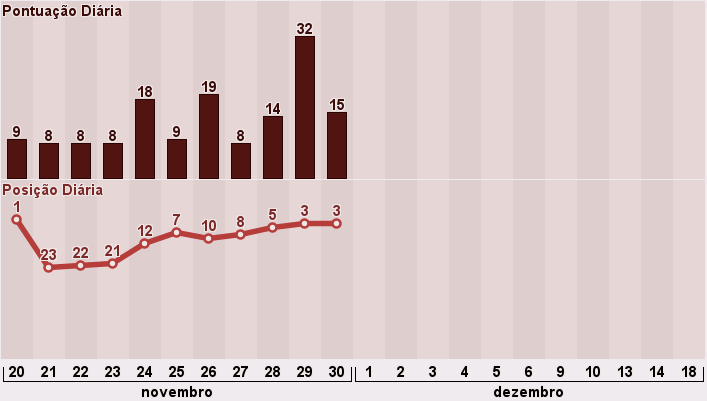 Pontuação Diária
9 8 8 8 18 9 19 8 14 32 15
Posição Diária
1 23 22 21 12 7 10 8 5 3 3
20 21 22 23 24 25 26 27 28 29 30 1 2 3 4 5 6 9 10 13 14 18
novembro dezembro